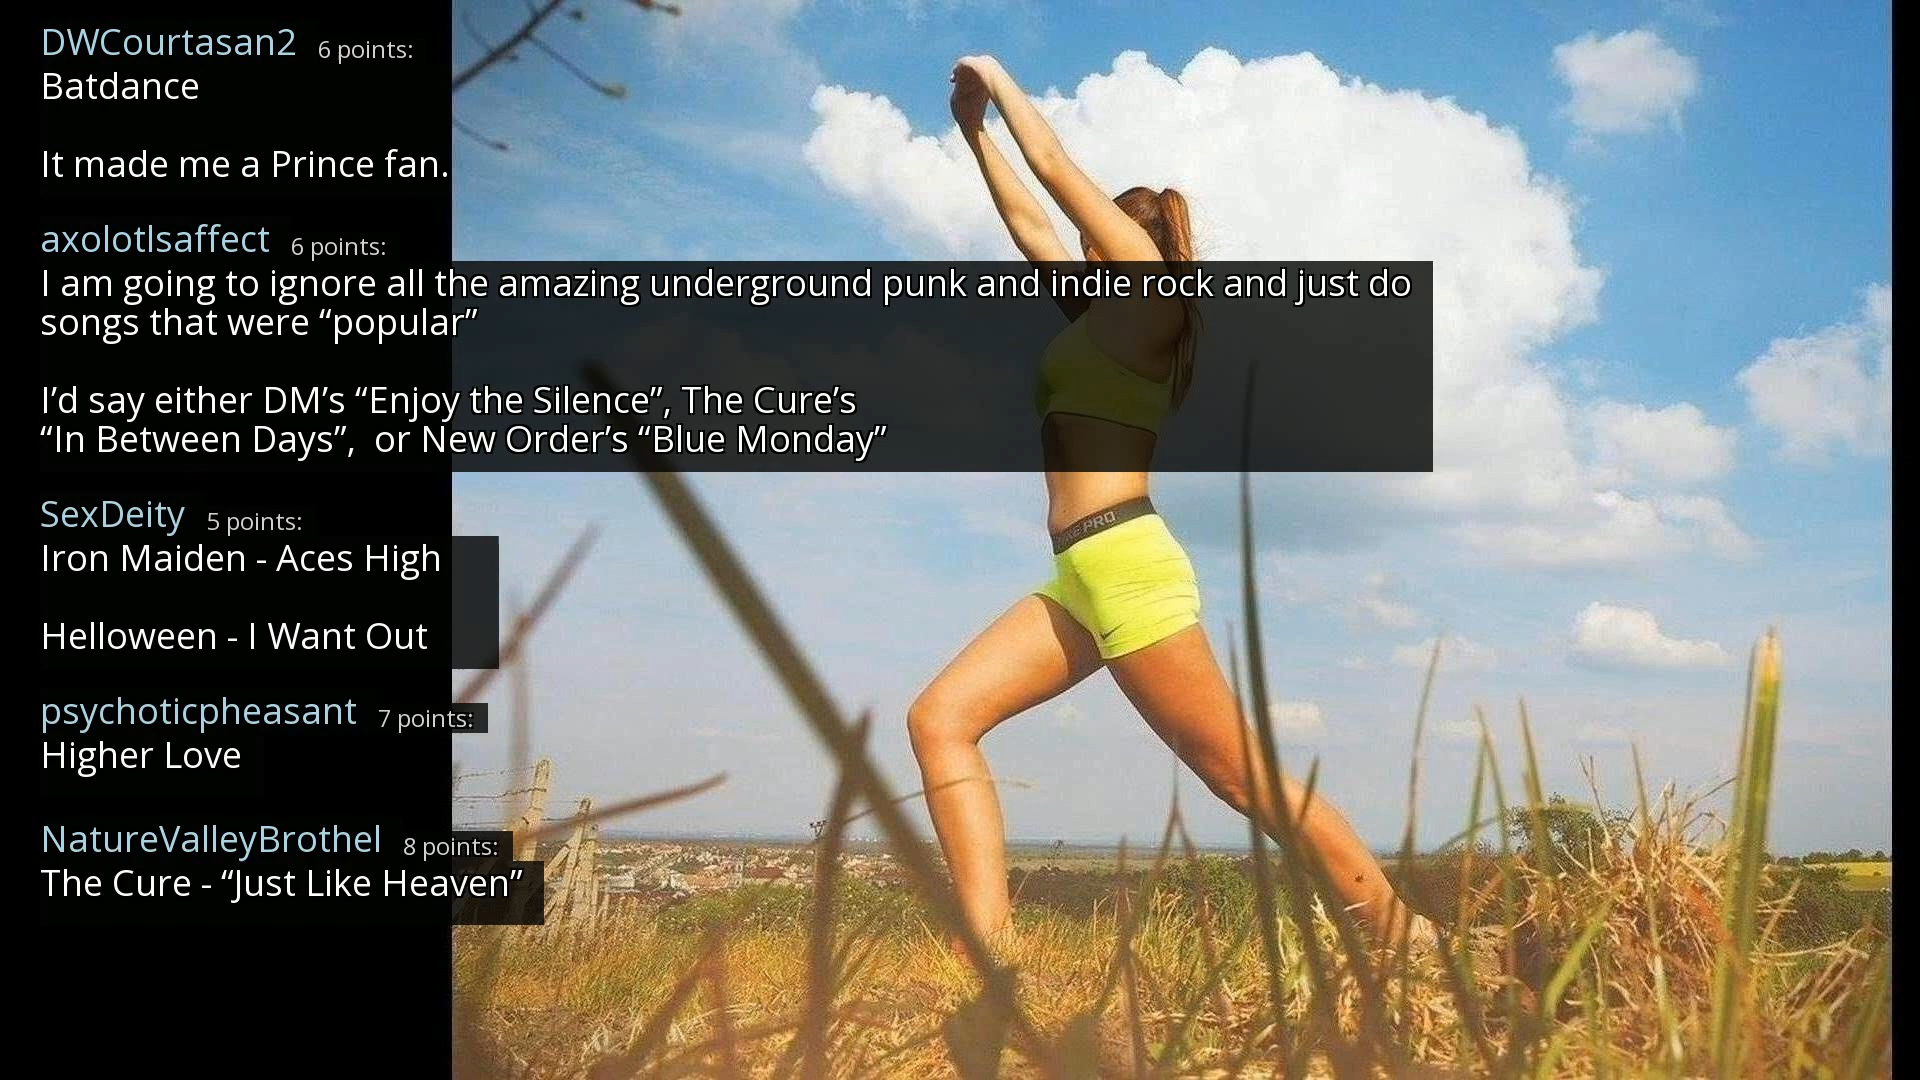 DWCourtasan2 6 points:
Batdance
It made me a Prince fan.
axolotlsaffect 6 points:
I am going to ignore all the amazing underground punk and indie rock and just do
songs that were “popular”
I’d say either DM’s “Enjoy the Silence”, The Cure’s
“In Between Days”,  or New Order’s “Blue Monday”
SexDeity 5 points:
Iron Maiden - Aces High
Helloween - I Want Out
psychoticpheasant 7 points:
Higher Love
NatureValleyBrothel 8 points:
The Cure - “Just Like Heaven”
PRO